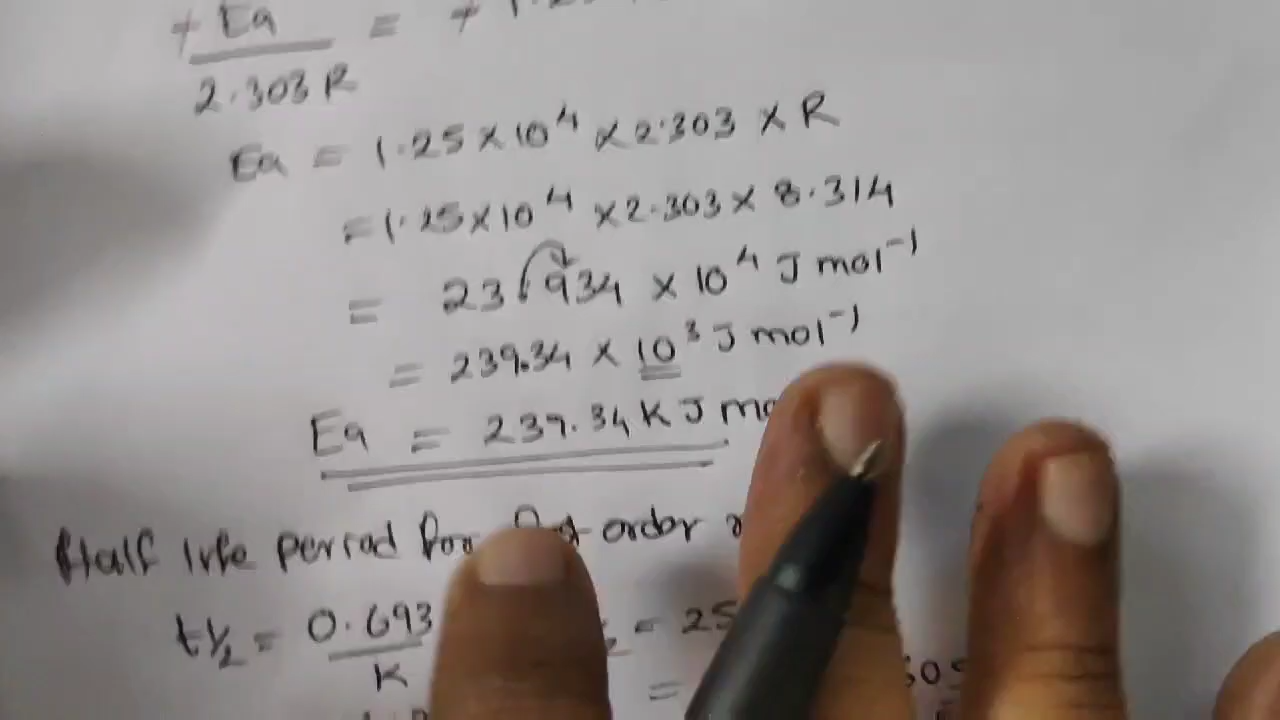 + Ea = +
2.303 R
Ea = 1.25 × 10⁴ × 2.303 × R
= 1.25 × 10⁴ × 2.303 × 8.314
= 23.934 × 10⁴ J mol⁻¹
= 239.34 × 10³ J mol⁻¹
Ea = 239.34 K J
Half life period for order
t½ = 0.693 = 25
K =